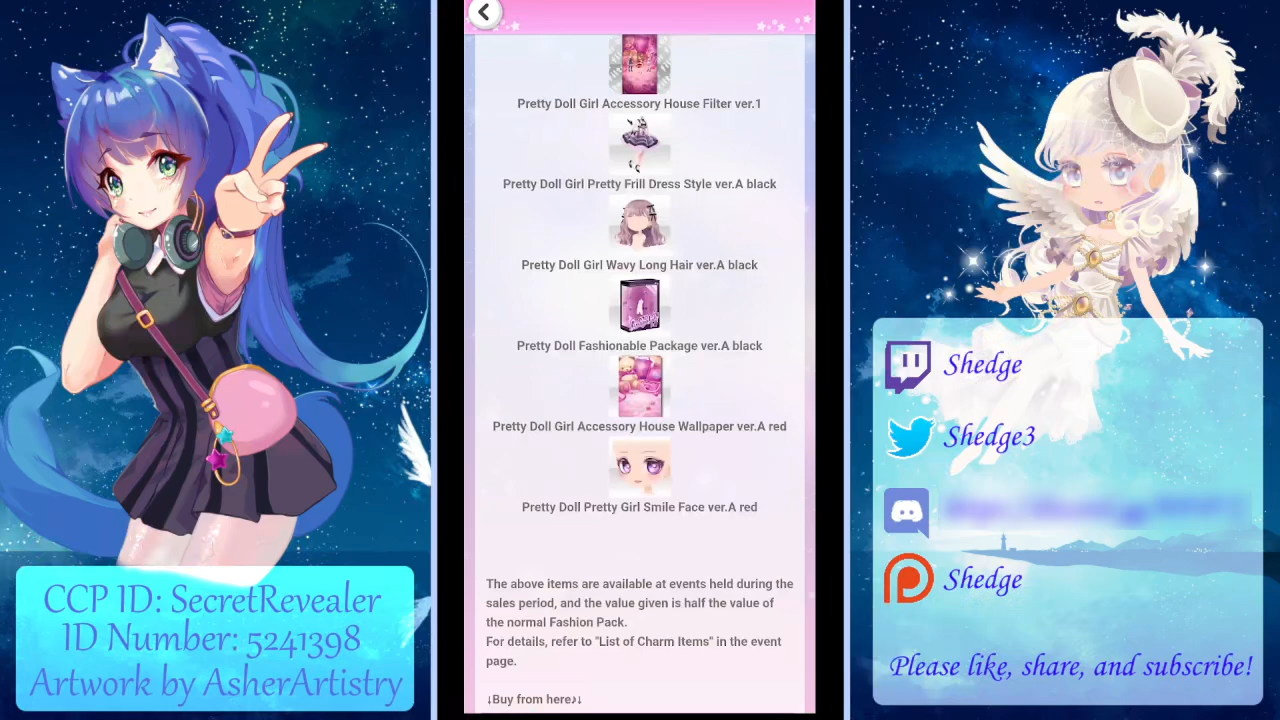 Pretty Doll Girl Accessory House Filter ver.1
Pretty Doll Girl Pretty Frill Dress Style ver.A black
Pretty Doll Girl Wavy Long Hair ver.A black
Pretty Doll Fashionable Package ver.A black
Pretty Doll Girl Accessory House Wallpaper ver.A red
Pretty Doll Pretty Girl Smile Face ver.A red
The above items are available at events held during the
sales period, and the value given is half the value of
the normal Fashion Pack.
For details, refer to "List of Charm Items" in the event
page.
↓Buy from here♪↓
CCP ID: SecretRevealer
ID Number: 5241398
Artwork by AsherArtistry
Shedge
Shedge3
Shedge
Please like, share, and subscribe!